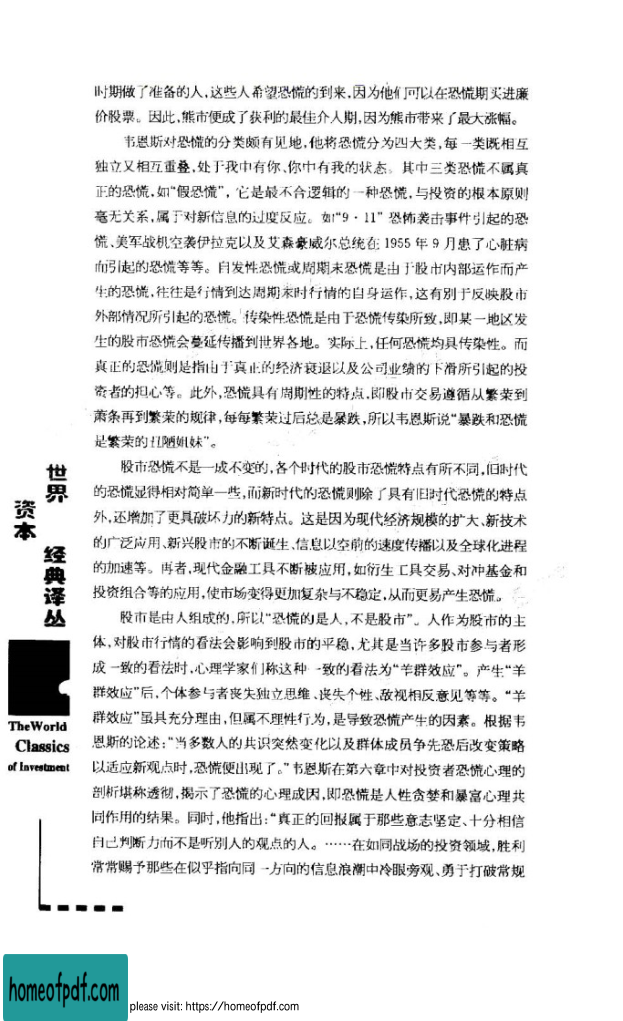 时期做了准备的人,这些人希望恐慌的到来,因为他们可以在恐慌期买进廉
价股票。因此,熊市便成了获利的最佳介入期,因为熊市带来了最大涨幅。
韦恩斯对恐慌的分类颇有见地,他将恐慌分为四大类,每一类既相互
独立又相互重叠,处于我中有你、你中有我的状态。其中三类恐慌不属真
正的恐慌,如“假恐慌”，它是最不合逻辑的一种恐慌,与投资的根本原则
毫无关系,属于对新信息的过度反应。如“9·11”恐怖袭击事件引起的恐
慌、美军战机空袭伊拉克以及艾森豪威尔总统在 1955 年 9 月患了心脏病
而引起的恐慌等等。自发性恐慌或周期末恐慌是由于股市内部运作而产
生的恐慌,往往是行情到达周期末时行情的自身运作,这有别于反映股市
外部情况所引起的恐慌。传染性恐慌是由于恐慌传染所致,即某一地区发
生的股市恐慌会蔓延传播到世界各地。实际上,任何恐慌均具传染性。而
真正的恐慌则是指由于真正的经济衰退以及公司业绩的下滑所引起的投
资者的担心等。此外,恐慌具有周期性的特点,即股市交易遵循从繁荣到
萧条再到繁荣的规律,每每繁荣过后总是暴跌,所以韦恩斯说“暴跌和恐慌
是繁荣的丑陋姐妹”。
股市恐慌不是一成不变的,各个时代的股市恐慌特点有所不同,旧时代
的恐慌显得相对简单一些,而新时代的恐慌则除了具有旧时代恐慌的特点
外,还增加了更具破坏力的新特点。这是因为现代经济规模的扩大、新技术
的广泛应用、新兴股市的不断诞生、信息以空前的速度传播以及全球化进程
的加速等。再者,现代金融工具不断被应用,如衍生工具交易、对冲基金和
投资组合等的应用,使市场变得更加复杂与不稳定,从而更易产生恐慌。
股市是由人组成的,所以“恐慌的是人,不是股市”。人作为股市的主
体,对股市行情的看法会影响到股市的平稳,尤其是当许多股市参与者形
成一致的看法时,心理学家们称这种一致的看法为“羊群效应”。产生“羊
群效应”后,个体参与者丧失独立思维、丧失个性、敌视相反意见等等。“羊
群效应”虽具充分理由,但属不理性行为,是导致恐慌产生的因素。根据韦
恩斯的论述:“当多数人的共识突然变化以及群体成员争先恐后改变策略
以适应新观点时,恐慌便出现了。”韦恩斯在第六章中对投资者恐慌心理的
剖析堪称透彻,揭示了恐慌的心理成因,即恐慌是人性贪婪和暴富心理共
同作用的结果。同时,他指出:“真正的回报属于那些意志坚定、十分相信
自己判断力而不是听别人的观点的人。……在如同战场的投资领域,胜利
常常赐予那些在似乎指向同一方向的信息浪潮中冷眼旁观、勇于打破常规
世界
资本
经典译丛
The World
Classics
of Investment
homeofpdf.com
please visit: https://homeofpdf.com